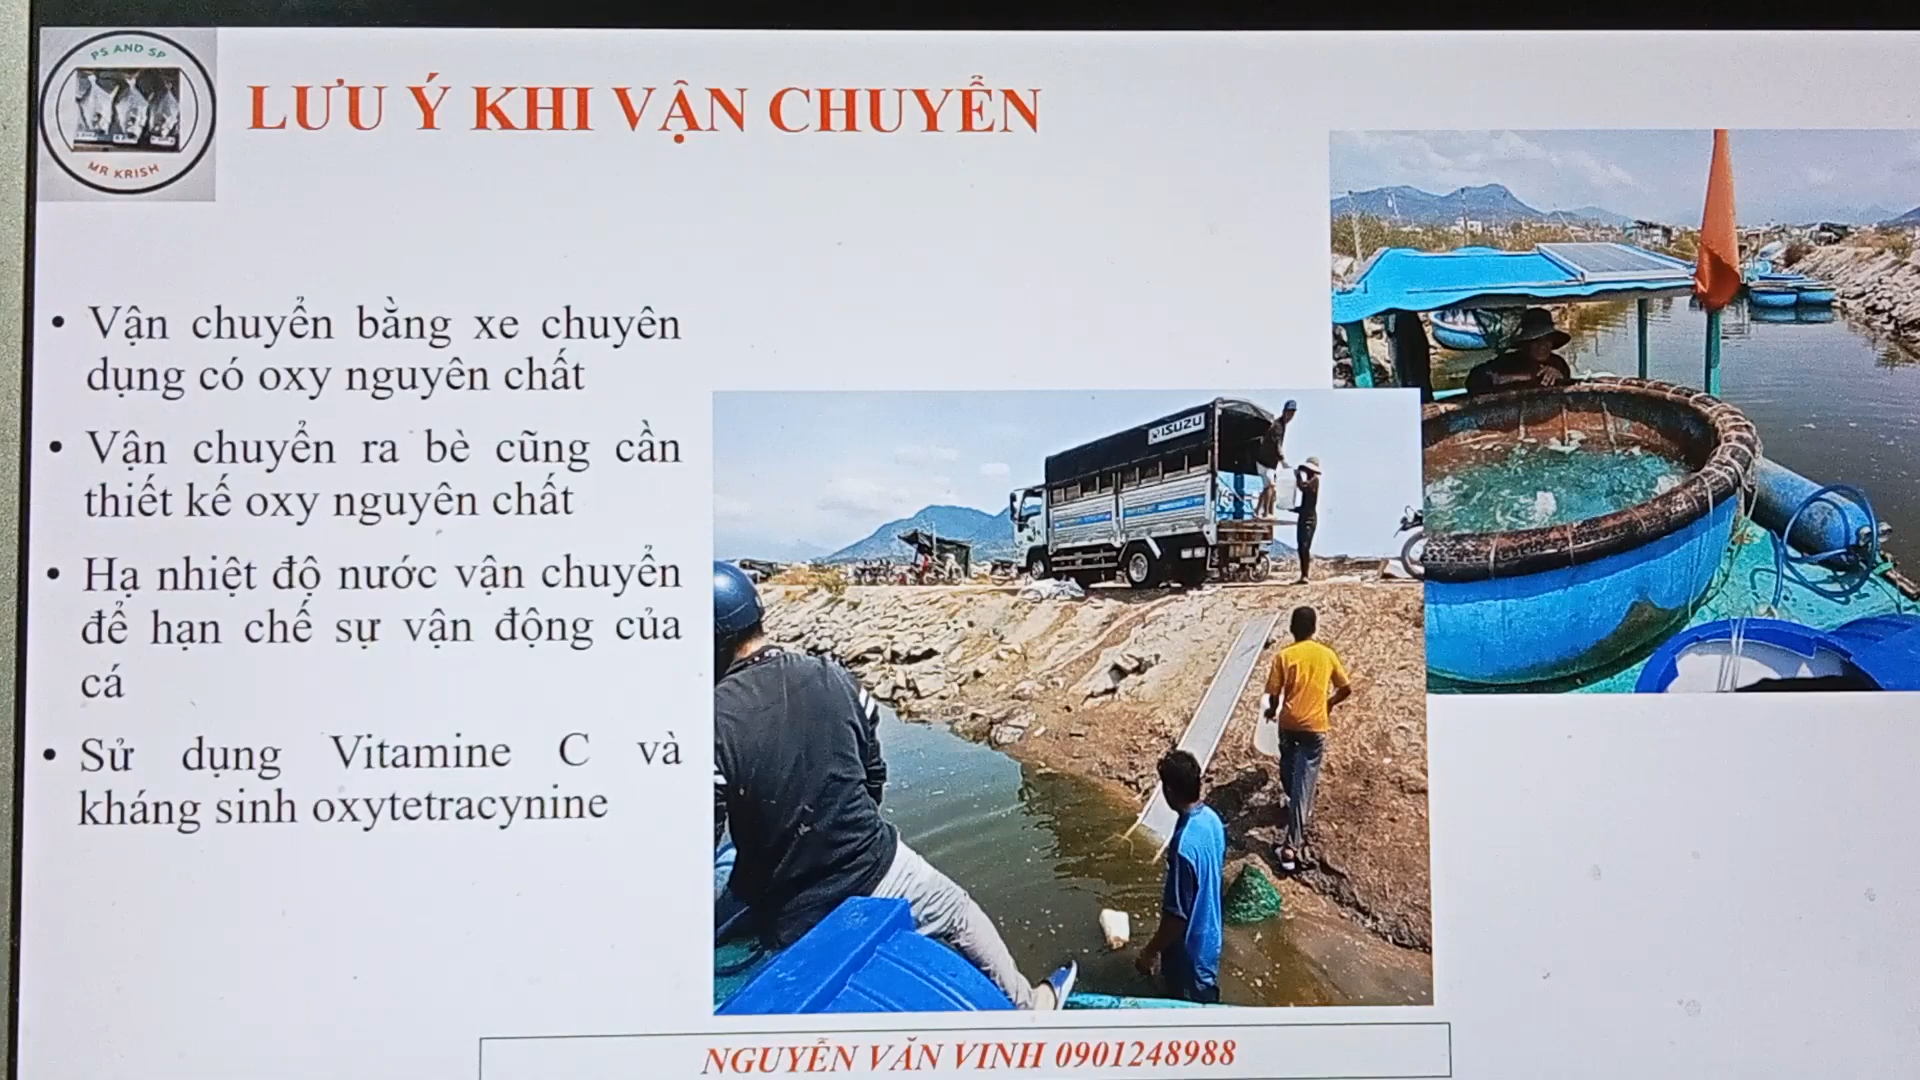 PS AND SP
MR KRISH
LƯU Ý KHI VẬN CHUYỂN
• Vận chuyển bằng xe chuyên
dụng có oxy nguyên chất
• Vận chuyển ra bè cũng cần
thiết kế oxy nguyên chất
• Hạ nhiệt độ nước vận chuyển
để hạn chế sự vận động của
cá
• Sử dụng Vitamine C và
kháng sinh oxytetracynine
ISUZU
NGUYỄN VĂN VINH 0901248988